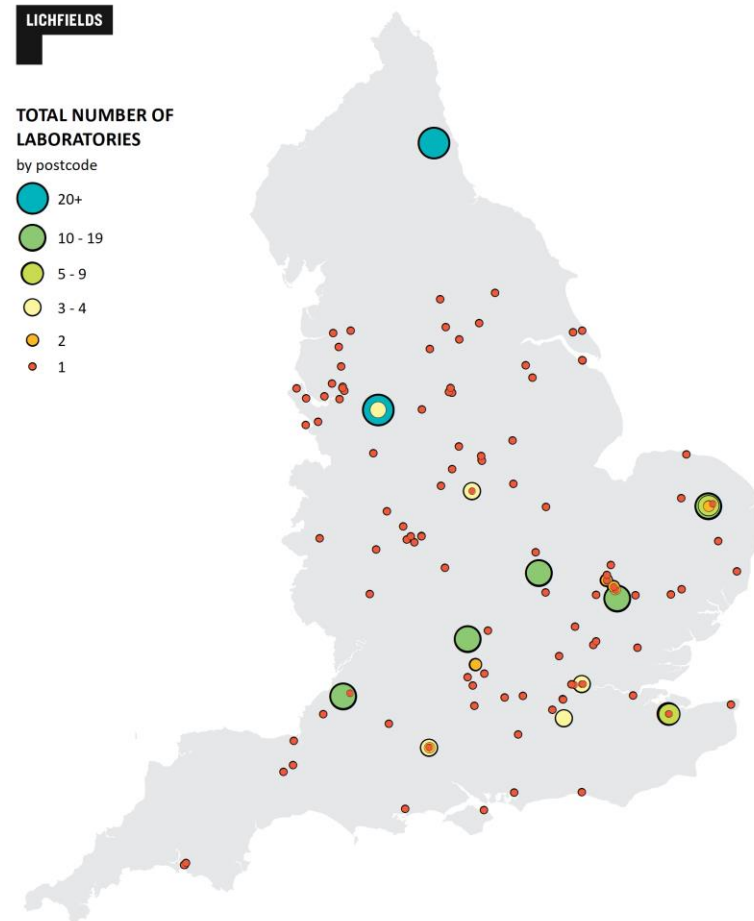 LICHFIELDS
TOTAL NUMBER OF
LABORATORIES
by postcode
20+
10 - 19
5 - 9
3 - 4
2
1